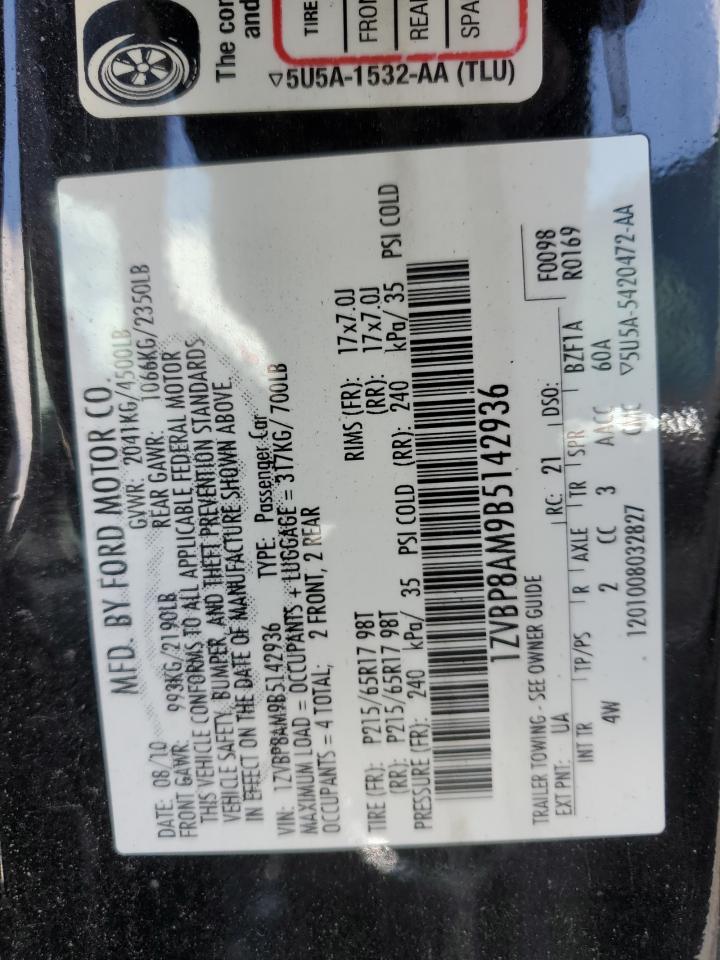 The con
and
TIRE
FRON
REAR
SPA
▽5U5A-1532-AA (TLU)
MFD. BY FORD MOTOR CO.
DATE: 08/10 GVWR: 2041KG/4500LB
FRONT GAWR: 993KG/2190LB REAR GAWR: 1066KG/2350LB
THIS VEHICLE CONFORMS TO ALL APPLICABLE FEDERAL MOTOR
VEHICLE SAFETY, BUMPER, AND THEFT PREVENTION STANDARDS
IN EFFECT ON THE DATE OF MANUFACTURE SHOWN ABOVE.
VIN: 1ZVBP8AM9B5142936 TYPE: Passenger Car
MAXIMUM LOAD = OCCUPANTS + LUGGAGE = 317KG/700LB
OCCUPANTS = 4 TOTAL, 2 FRONT, 2 REAR
TIRE (FR): P215/65R17 98T RIMS (FR): 17x7.0J
(RR): P215/65R17 98T (RR): 17x7.0J
PRESSURE (FR): 240 kPa/ 35 PSI COLD (RR): 240 kPa/ 35 PSI COLD
1ZVBP8AM9B5142936
TRAILER TOWING - SEE OWNER GUIDE F0098
EXT PNT: UA RC: 21 DSO: R0169
INT TR TP/PS R AXLE TR SPR BZF1A
4W 2 CC 3 AACC 60A
1201008032827 CMC ▽5U5A-5420472-AA